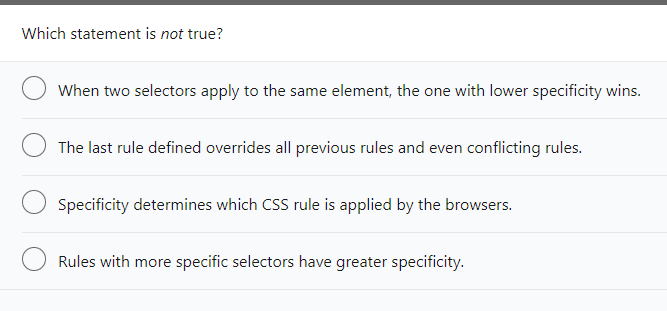 Which statement is not true?
When two selectors apply to the same element, the one with lower specificity wins.
The last rule defined overrides all previous rules and even conflicting rules.
Specificity determines which CSS rule is applied by the browsers.
Rules with more specific selectors have greater specificity.